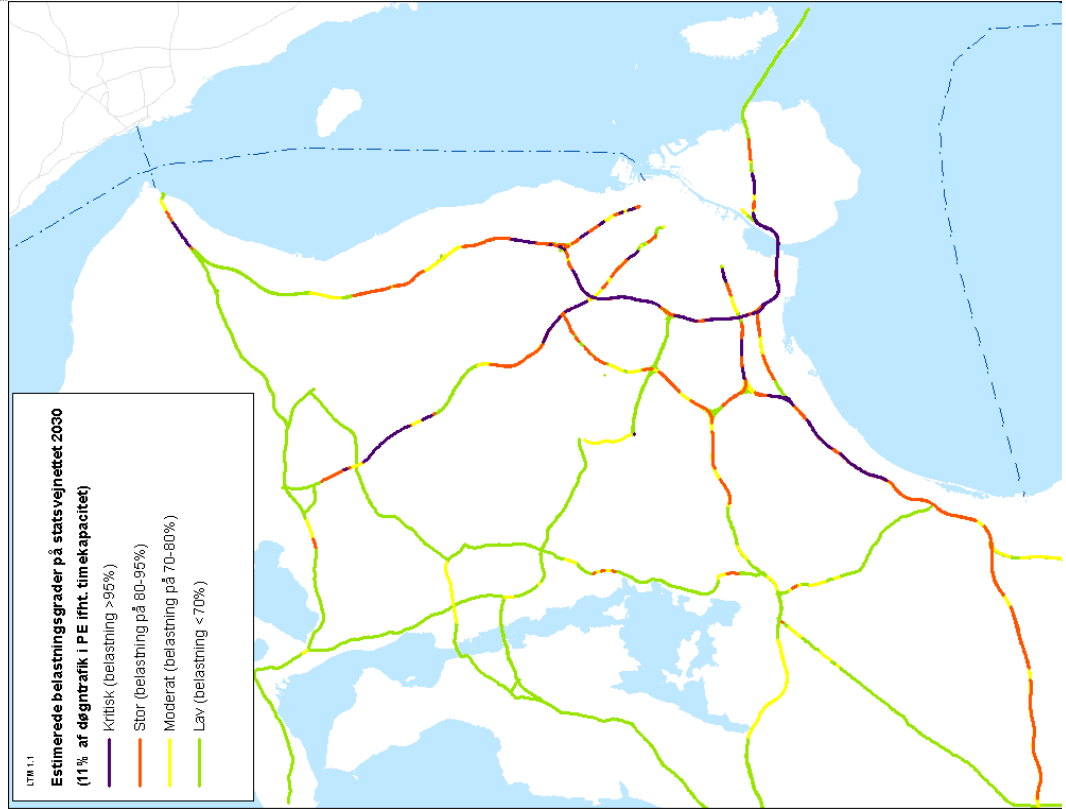 LTM 1.1
Estimerede belastningsgrader på statsvejnettet 2030
(11% af døgntrafik i PE ifht. timekapacitet)
Kritisk (belastning >95%)
Stor (belastning på 80-95%)
Moderat (belastning på 70-80%)
Lav (belastning <70%)